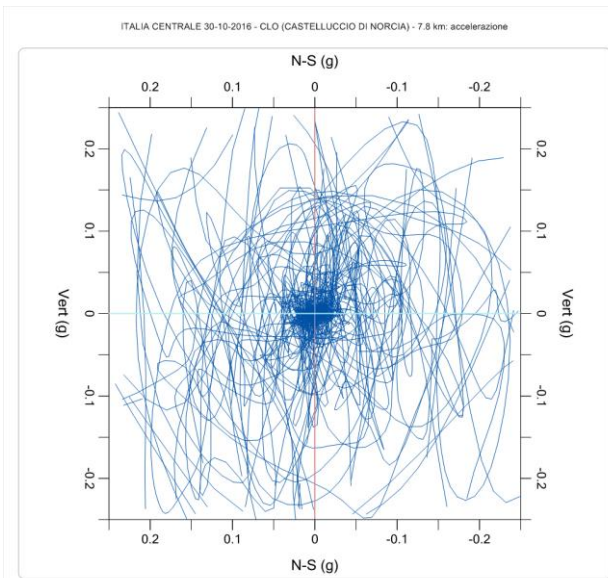 ITALIA CENTRALE 30-10-2016 - CLO (CASTELLUCCIO DI NORCIA) - 7.8 km: accelerazione
N-S (g)
0.2 0.1 0 -0.1 -0.2
0.2 0.2
0.1 0.1
Vert (g) 0 0 Vert (g)
-0.1 -0.1
-0.2 -0.2
0.2 0.1 0 -0.1 -0.2
N-S (g)